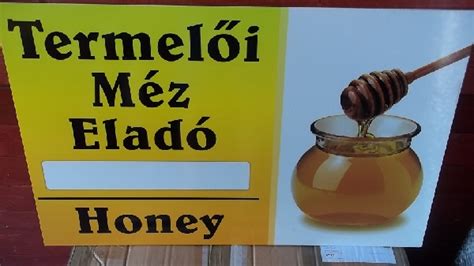 Termelői
Méz
Eladó
Honey